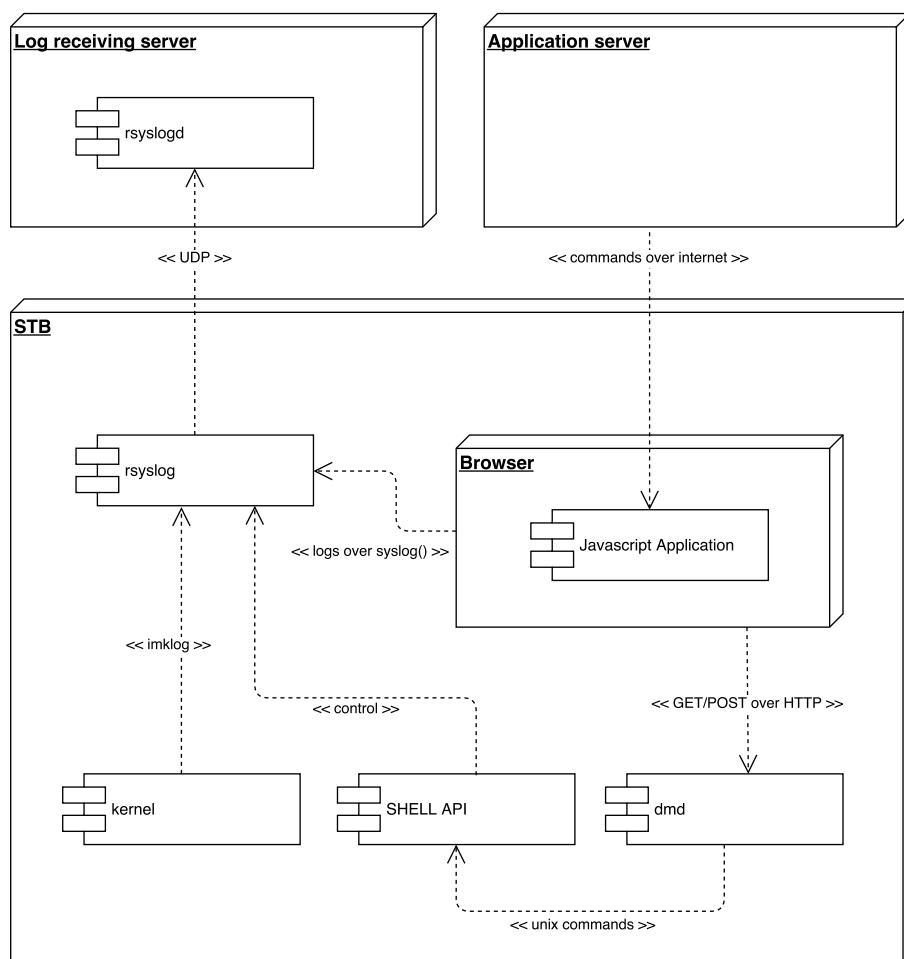 Log receiving server
Application server
rsyslogd
<< UDP >>
<< commands over internet >>
STB
rsyslog
Browser
<< logs over syslog() >>
Javascript Application
<< imklog >>
<< control >>
<< GET/POST over HTTP >>
kernel
SHELL API
dmd
<< unix commands >>